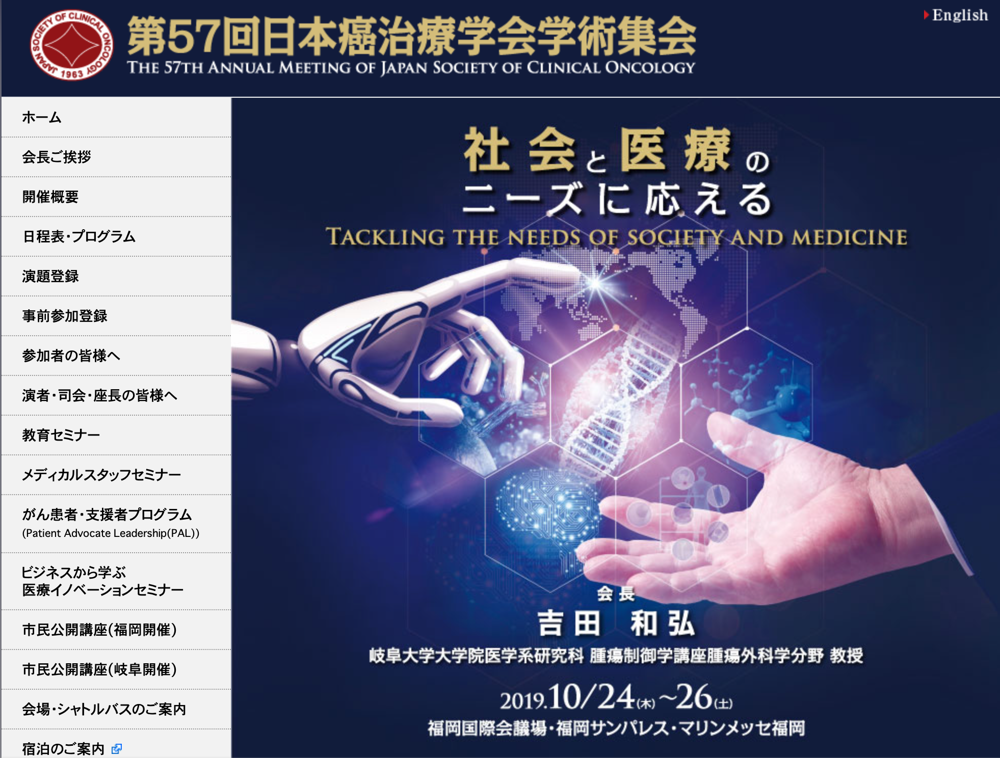 JAPAN SOCIETY OF CLINICAL ONCOLOGY
1963
第57回日本癌治療学会学術集会
THE 57TH ANNUAL MEETING OF JAPAN SOCIETY OF CLINICAL ONCOLOGY
English
ホーム
会長ご挨拶
開催概要
日程表・プログラム
演題登録
事前参加登録
参加者の皆様へ
演者・司会・座長の皆様へ
教育セミナー
メディカルスタッフセミナー
がん患者・支援者プログラム
(Patient Advocate Leadership(PAL))
ビジネスから学ぶ
医療イノベーションセミナー
市民公開講座(福岡開催)
市民公開講座(岐阜開催)
会場・シャトルバスのご案内
宿泊のご案内
社会と医療の
ニーズに応える
TACKLING THE NEEDS OF SOCIETY AND MEDICINE
会長
吉田 和弘
岐阜大学大学院医学系研究科 腫瘍制御学講座腫瘍外科学分野 教授
2019.10/24(木)~26(土)
福岡国際会議場・福岡サンパレス・マリンメッセ福岡